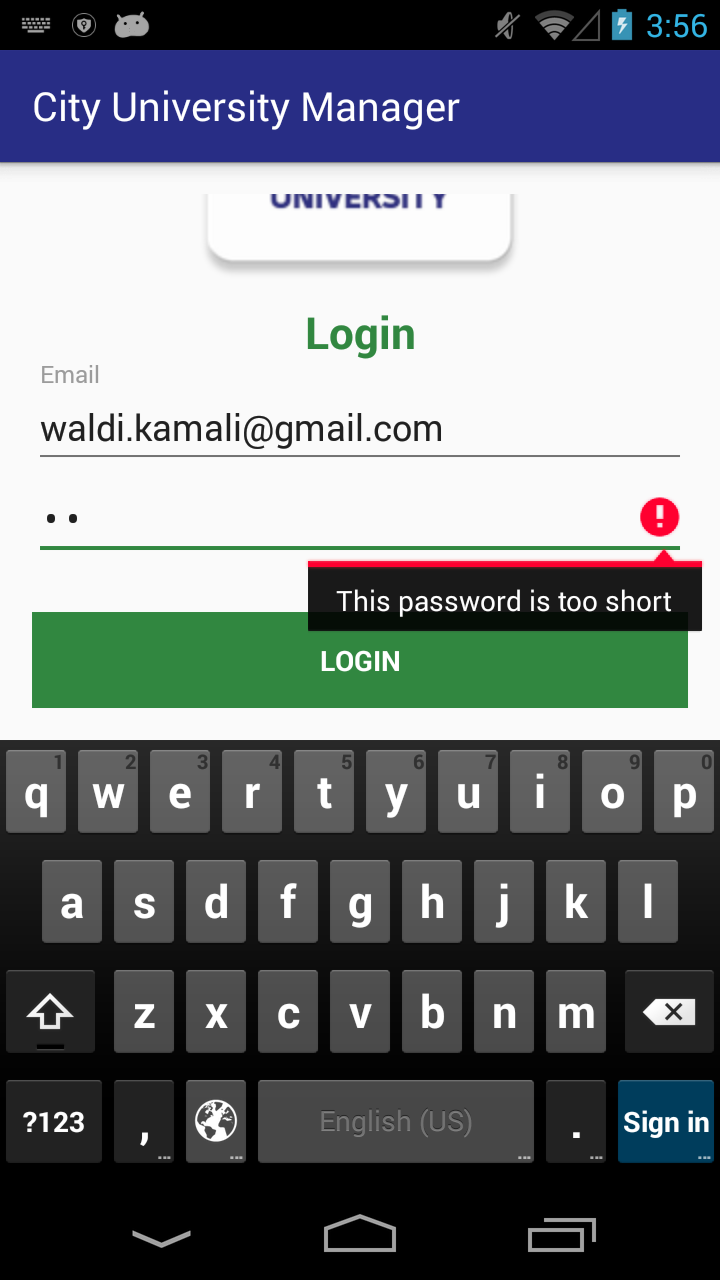 3:56
City University Manager
UNIVERSITY
Login
Email
waldi.kamali@gmail.com
••
This password is too short
LOGIN
1 2 3 4 5 6 7 8 9 0
q w e r t y u i o p
a s d f g h j k l
z x c v b n m
?123 , English (US) . Sign in